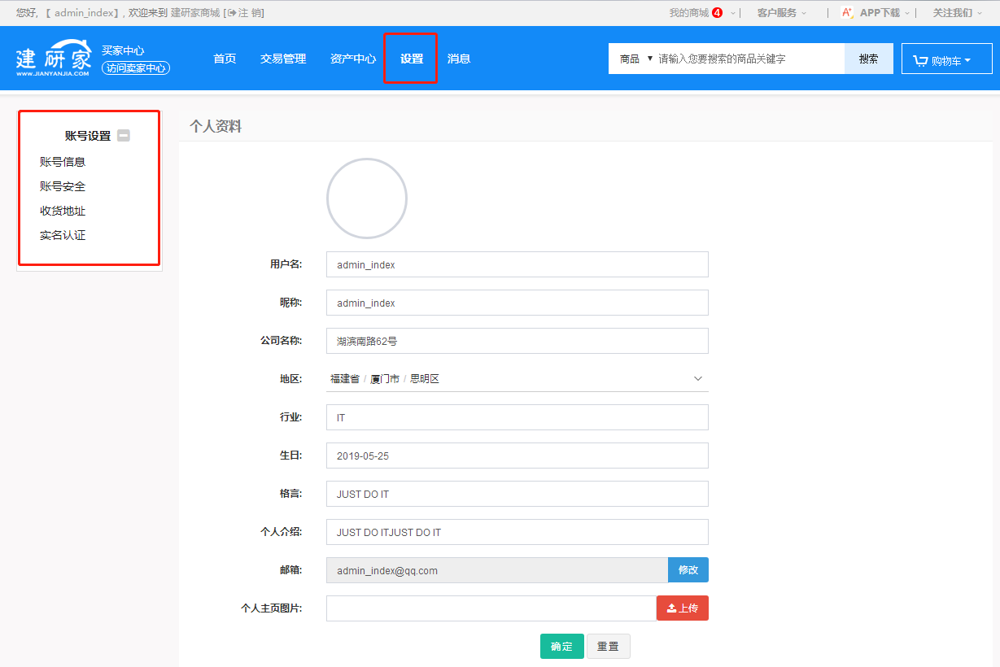 您好, 【 admin_index】, 欢迎来到 建研家商城 [注 销]
我的商城 4 | 客户服务 | APP下载 | 关注我们
建研家
WWW.JIANYANJIA.COM
买家中心
访问卖家中心
首页 交易管理 资产中心 设置 消息
商品 ▼ 请输入您要搜索的商品关键字 搜索 购物车
账号设置
账号信息
账号安全
收货地址
实名认证
个人资料
用户名: admin_index
昵称: admin_index
公司名称: 湖滨南路62号
地区: 福建省 / 厦门市 / 思明区
行业: IT
生日: 2019-05-25
格言: JUST DO IT
个人介绍: JUST DO ITJUST DO IT
邮箱: admin_index@qq.com 修改
个人主页图片: 上传
确定 重置